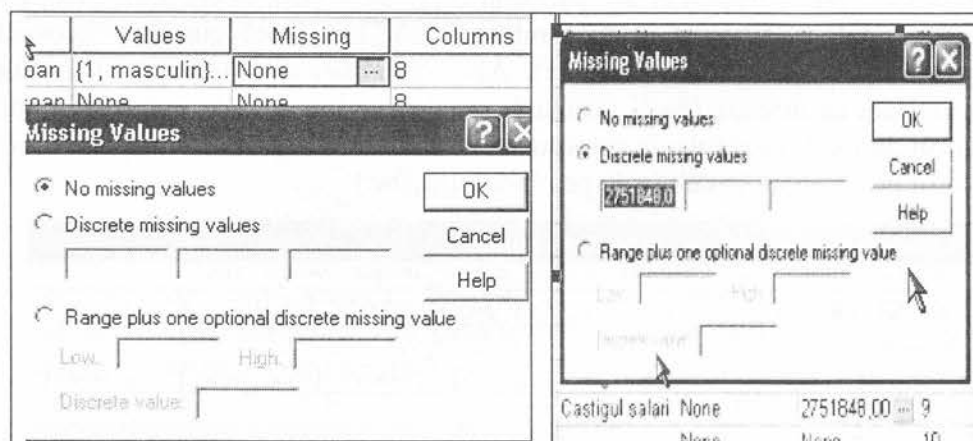 Values Missing Columns
oan {1, masculin}... None ... 8
oan None None 8
Missing Values
No missing values
Discrete missing values
Range plus one optional discrete missing value
Low: High:
Discrete value:
OK
Cancel
Help
Missing Values
No missing values
Discrete missing values
2751848,0
Range plus one optional discrete missing value
Low: High:
OK
Cancel
Help
Castigul salari None 2751848,00 ... 9
None None 10